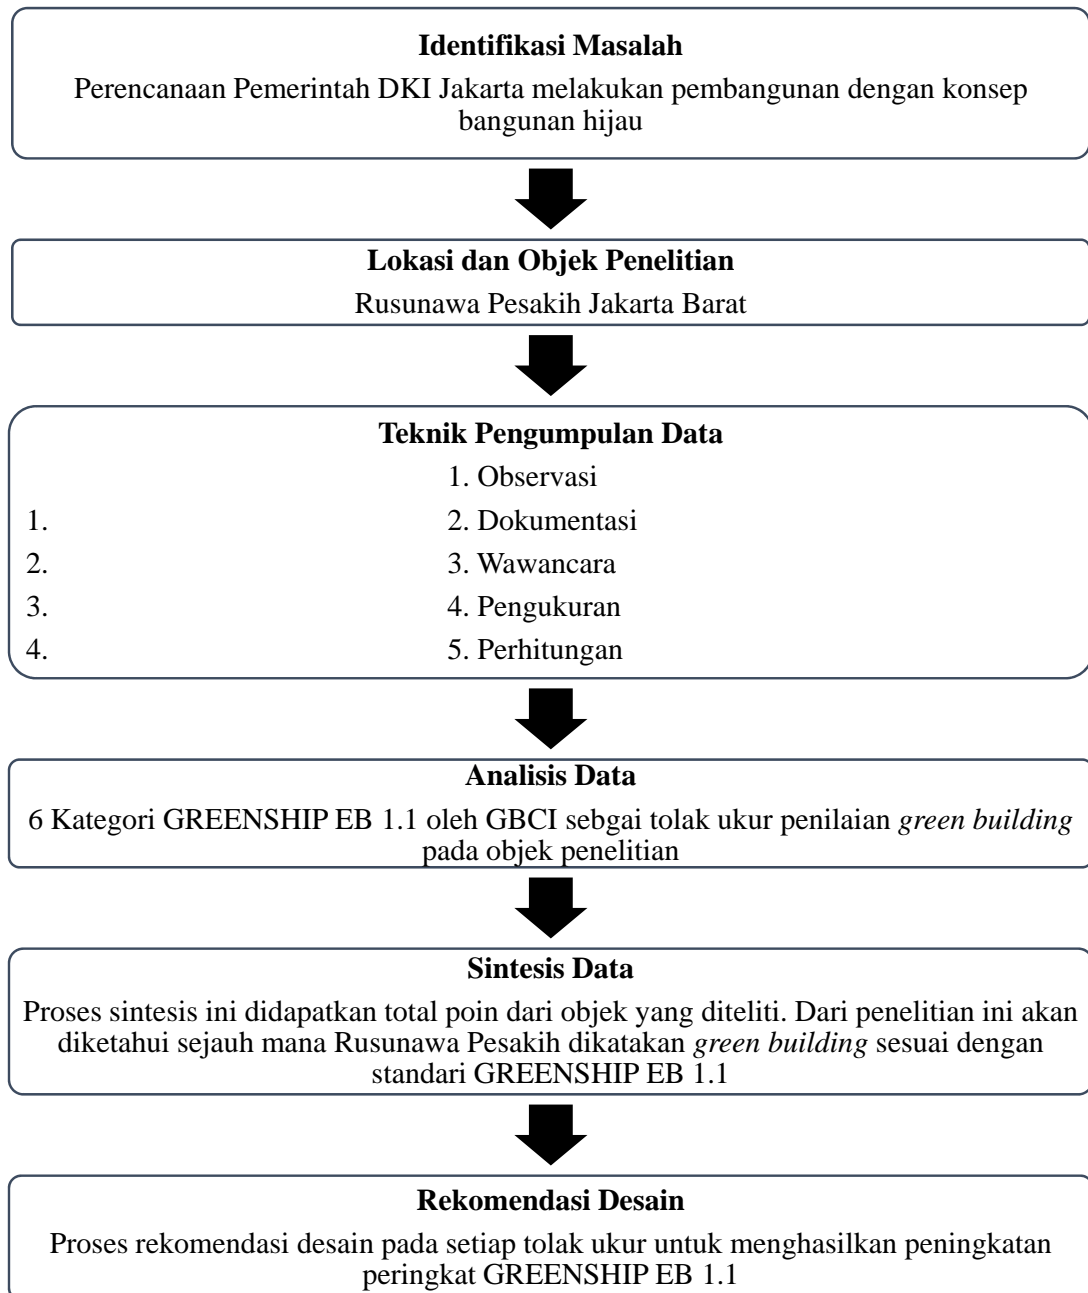 Identifikasi Masalah
Perencanaan Pemerintah DKI Jakarta melakukan pembangunan dengan konsep
bangunan hijau
Lokasi dan Objek Penelitian
Rusunawa Pesakih Jakarta Barat
Teknik Pengumpulan Data
1. Observasi
1. 2. Dokumentasi
2. 3. Wawancara
3. 4. Pengukuran
4. 5. Perhitungan
Analisis Data
6 Kategori GREENSHIP EB 1.1 oleh GBCI sebgai tolak ukur penilaian green building
pada objek penelitian
Sintesis Data
Proses sintesis ini didapatkan total poin dari objek yang diteliti. Dari penelitian ini akan
diketahui sejauh mana Rusunawa Pesakih dikatakan green building sesuai dengan
standari GREENSHIP EB 1.1
Rekomendasi Desain
Proses rekomendasi desain pada setiap tolak ukur untuk menghasilkan peningkatan
peringkat GREENSHIP EB 1.1